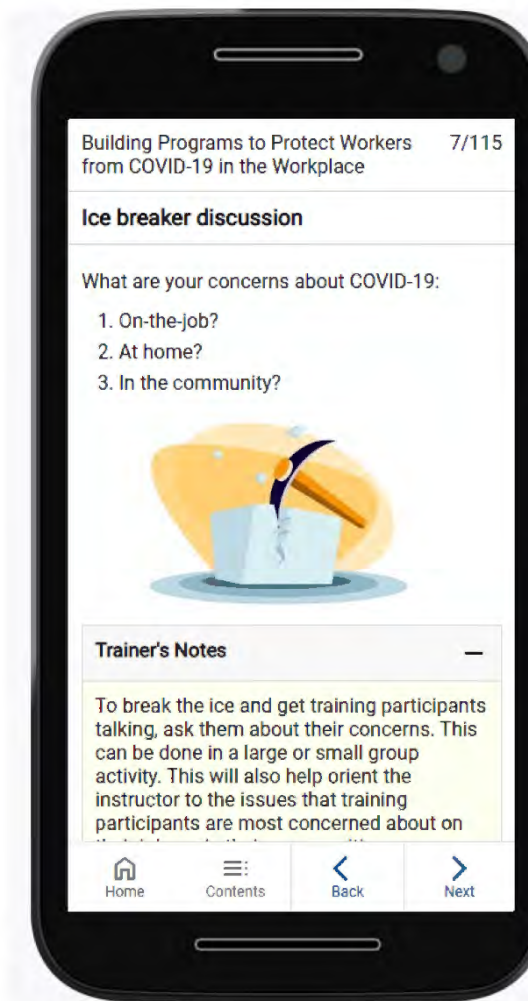 Building Programs to Protect Workers 7/115
from COVID-19 in the Workplace
Ice breaker discussion
What are your concerns about COVID-19:
1. On-the-job?
2. At home?
3. In the community?
Trainer's Notes
To break the ice and get training participants
talking, ask them about their concerns. This
can be done in a large or small group
activity. This will also help orient the
instructor to the issues that training
participants are most concerned about on
Home Contents Back Next